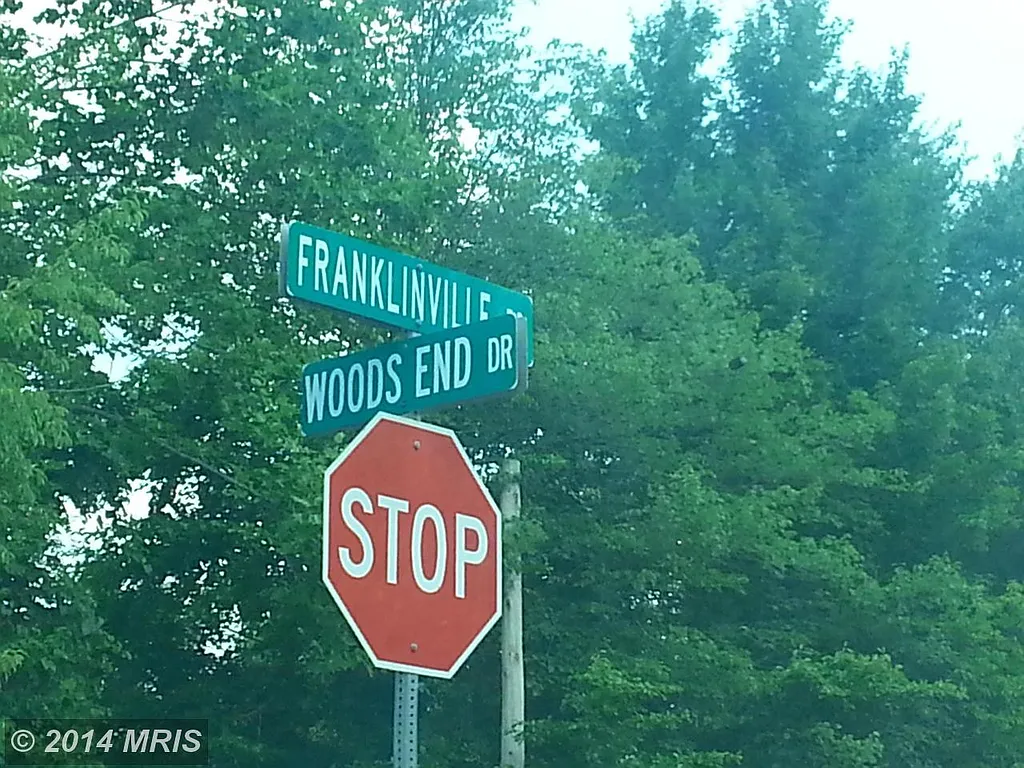 FRANKLINVILLE
WOODS END DR
STOP
© 2014 MRIS